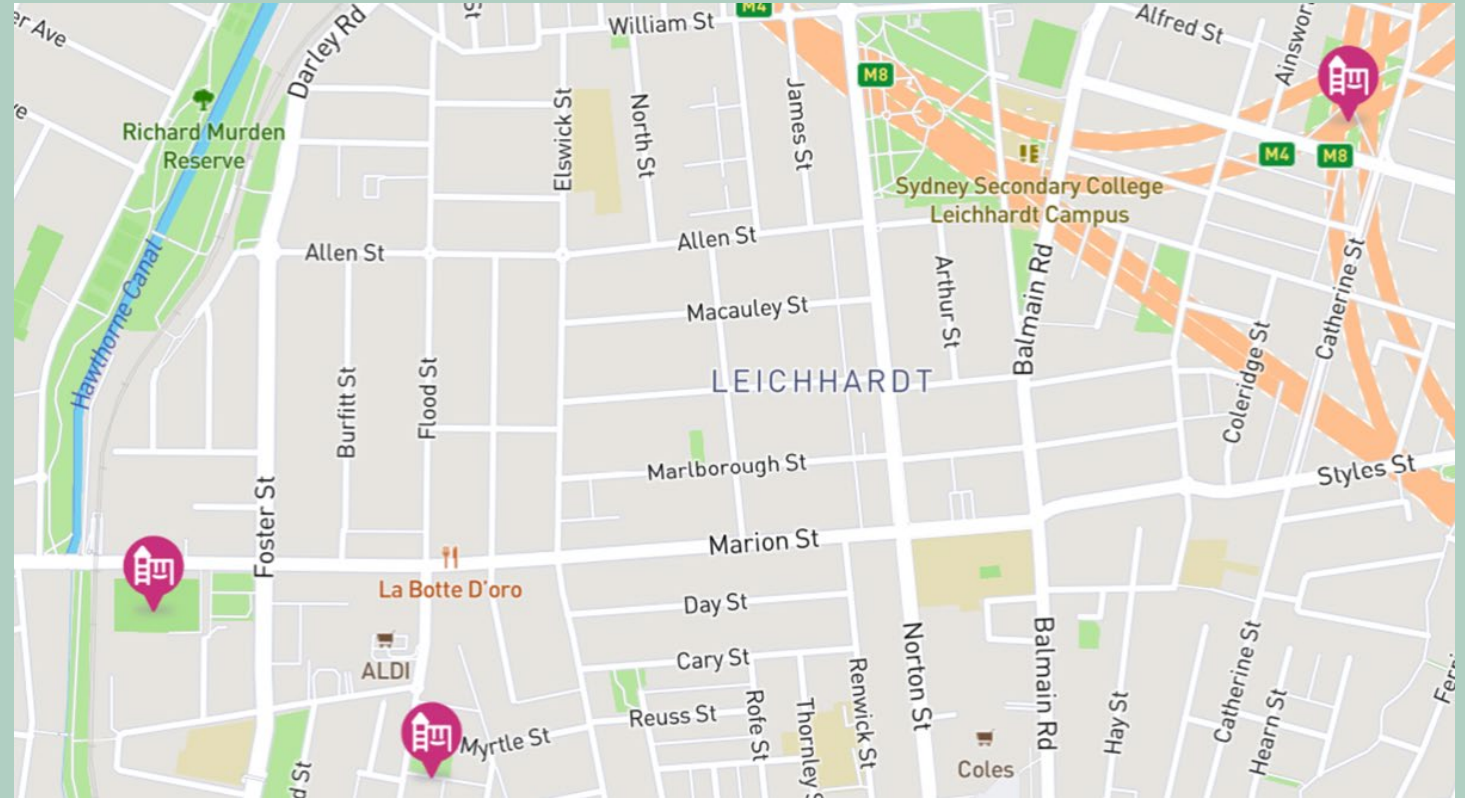 M4
William St
Alfred St
Darley Rd
M8
Elswick St
North St
James St
Richard Murden
Reserve
M4
M8
Sydney Secondary College
Leichhardt Campus
Allen St
Allen St
Hawthorne Canal
Macauley St
Arthur St
Balmain Rd
Catherine St
Coleridge St
Burfitt St
Flood St
LEICHHARDT
Marlborough St
Styles St
Foster St
Marion St
La Botte D'oro
Day St
ALDI
Cary St
Norton St
Balmain Rd
Renwick St
Rofe St
Reuss St
Thornley
Myrtle St
Hay St
Catherine St
Hearn St
Coles